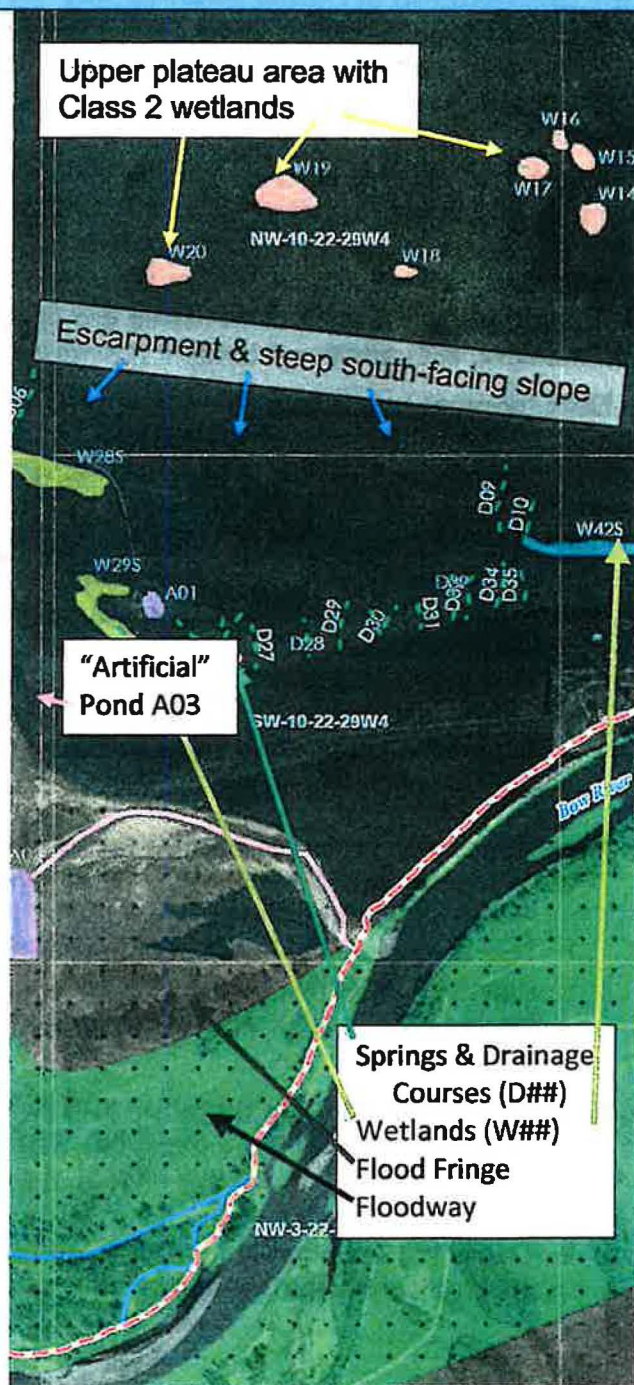 Upper plateau area with
Class 2 wetlands
W16
W15
W17
W14
W19
NW-10-22-29W4
W20
W18
Escarpment & steep south-facing slope
W28S
D09
D10
W42S
W29S
A01
D27
D28
D29
D30
D31
D34
D35
"Artificial"
Pond A03
SW-10-22-29W4
Bow River
Springs & Drainage
Courses (D##)
Wetlands (W##)
Flood Fringe
Floodway
NW-3-22-